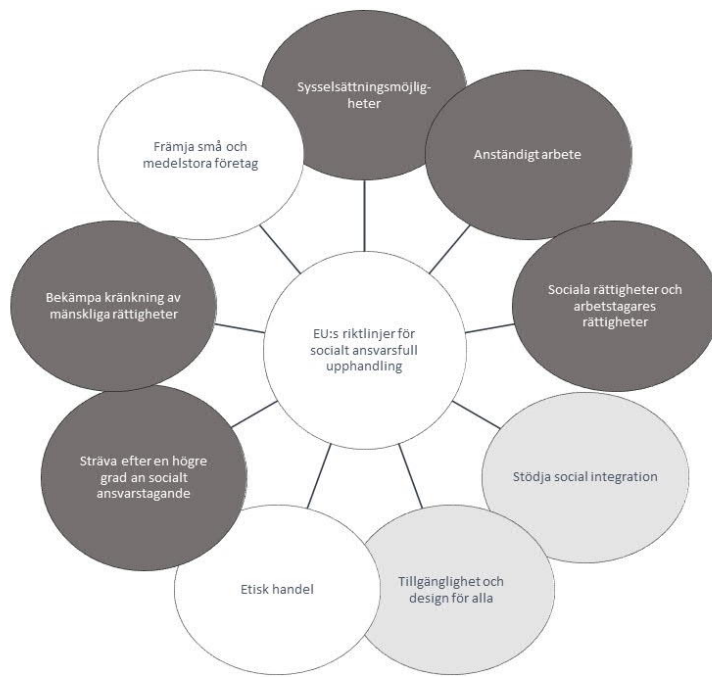 Sysselsättningsmöjlig-
heter
Anständigt arbete
Sociala rättigheter och
arbetstagares
rättigheter
Stödja social integration
Tillgänglighet och
design för alla
Etisk handel
Sträva efter en högre
grad an socialt
ansvarstagande
Bekämpa kränkning av
mänskliga rättigheter
Främja små och
medelstora företag
EU:s riktlinjer för
socialt ansvarsfull
upphandling